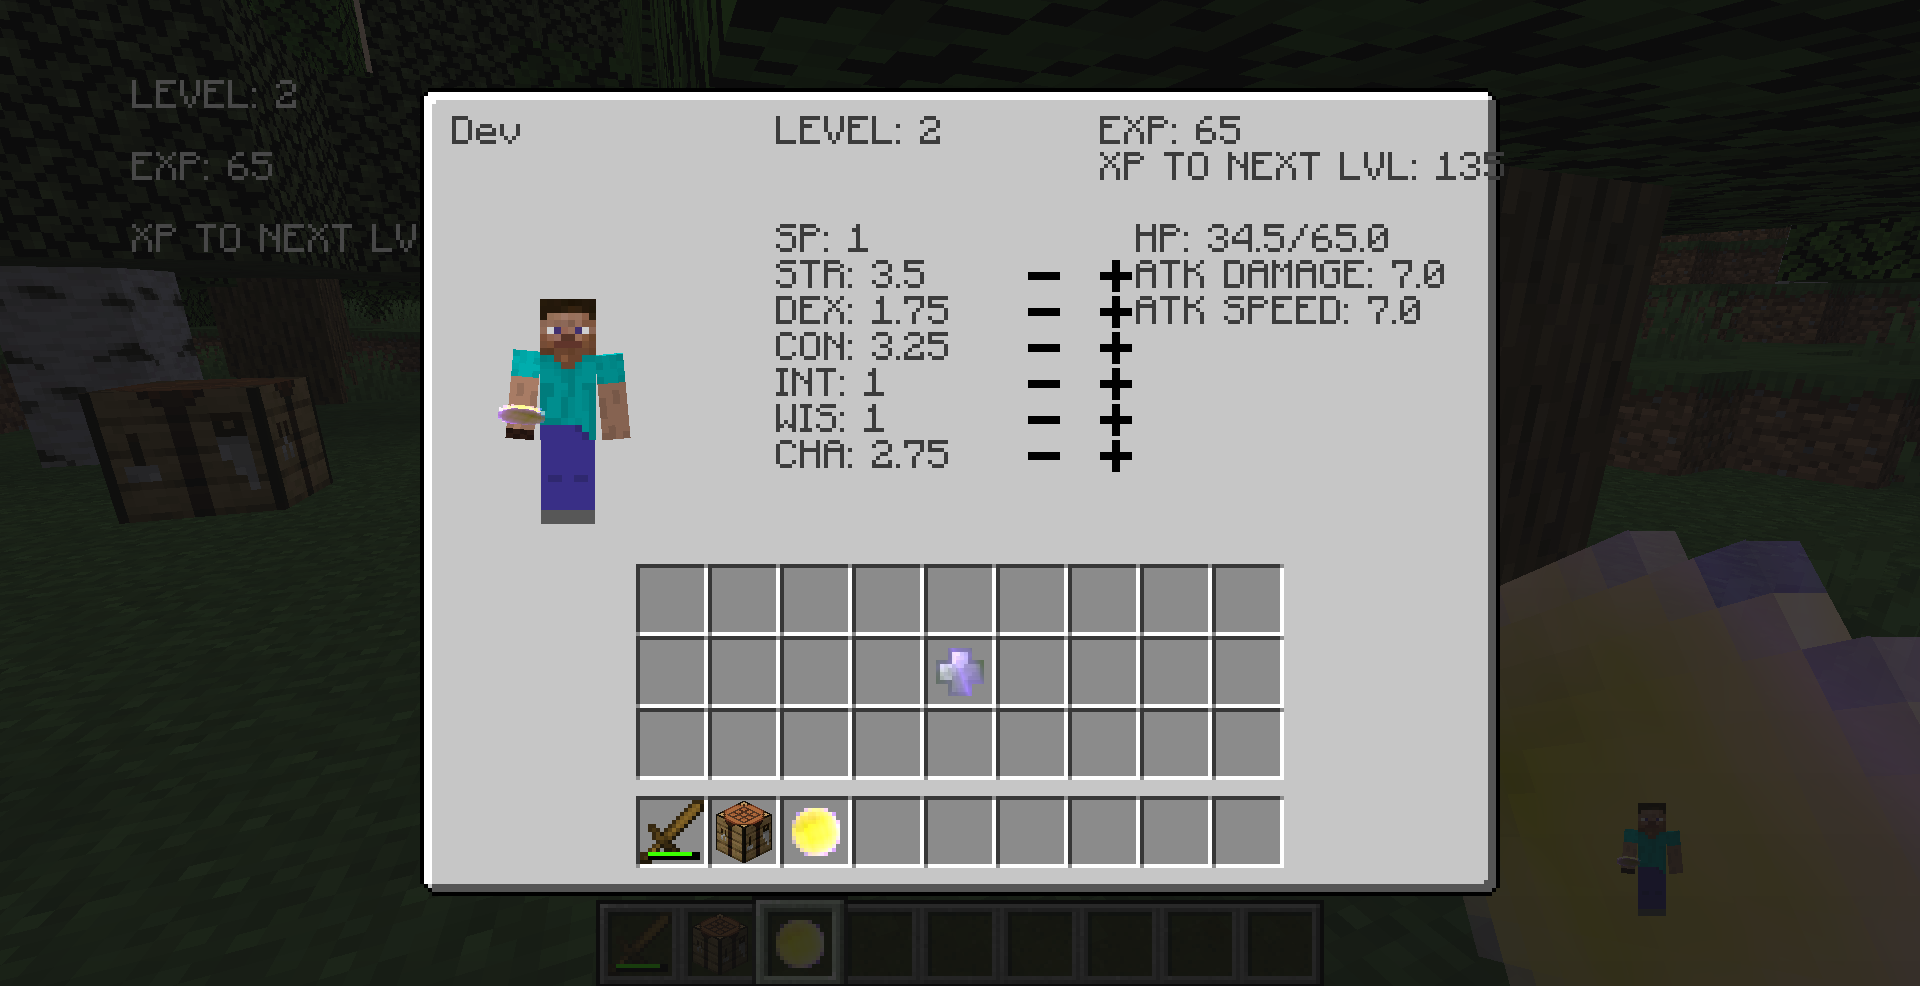 LEVEL: 2
EXP: 65
XP TO NEXT LV
Dev
LEVEL: 2
EXP: 65
XP TO NEXT LVL: 135
SP: 1
STR: 3.5
DEX: 1.75
CON: 3.25
INT: 1
WIS: 1
CHA: 2.75
HP: 34.5/65.0
ATK DAMAGE: 7.0
ATK SPEED: 7.0